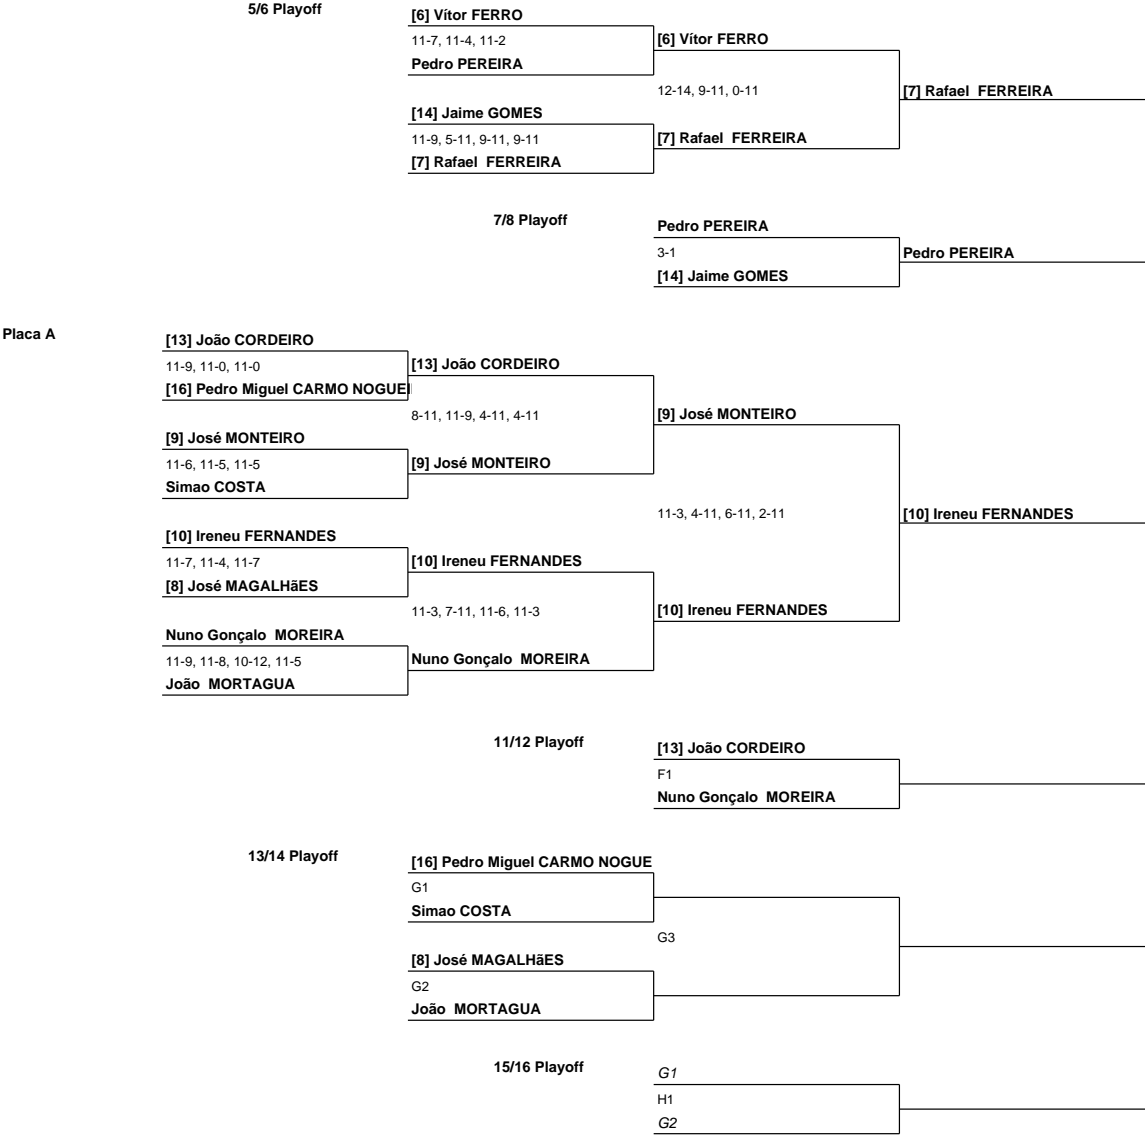 5/6 Playoff
[6] Vítor FERRO
11-7, 11-4, 11-2
[6] Vítor FERRO
Pedro PEREIRA
12-14, 9-11, 0-11
[7] Rafael  FERREIRA
[14] Jaime GOMES
11-9, 5-11, 9-11, 9-11
[7] Rafael  FERREIRA
[7] Rafael  FERREIRA
7/8 Playoff
Pedro PEREIRA
3-1
Pedro PEREIRA
[14] Jaime GOMES
Placa A
[13] João CORDEIRO
11-9, 11-0, 11-0
[13] João CORDEIRO
[16] Pedro Miguel CARMO NOGUEI
8-11, 11-9, 4-11, 4-11
[9] José MONTEIRO
[9] José MONTEIRO
11-6, 11-5, 11-5
[9] José MONTEIRO
Simao COSTA
11-3, 4-11, 6-11, 2-11
[10] Ireneu FERNANDES
[10] Ireneu FERNANDES
11-7, 11-4, 11-7
[10] Ireneu FERNANDES
[8] José MAGALHãES
11-3, 7-11, 11-6, 11-3
[10] Ireneu FERNANDES
Nuno Gonçalo  MOREIRA
11-9, 11-8, 10-12, 11-5
Nuno Gonçalo  MOREIRA
João  MORTAGUA
11/12 Playoff
[13] João CORDEIRO
F1
Nuno Gonçalo  MOREIRA
13/14 Playoff
[16] Pedro Miguel CARMO NOGUE
G1
Simao COSTA
G3
[8] José MAGALHãES
G2
João  MORTAGUA
15/16 Playoff
G1
H1
G2